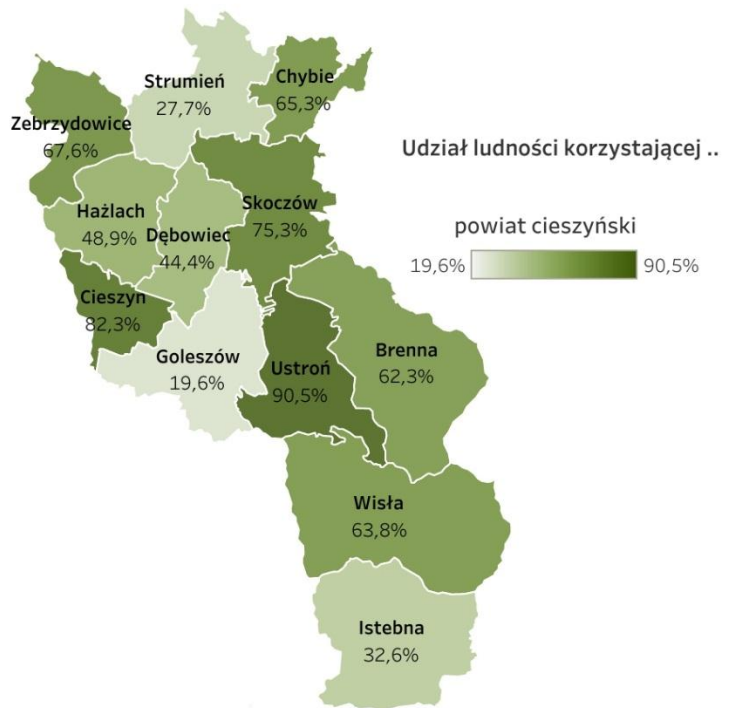 Strumień
27,7%
Chybie
65,3%
Zebrzydowice
67,6%
Udział ludności korzystającej ..
Skoczów
75,3%
Hażlach
48,9%
Dębowiec
44,4%
powiat cieszyński
19,6%
90,5%
Cieszyn
82,3%
Goleszów
19,6%
Ustroń
90,5%
Brenna
62,3%
Wisła
63,8%
Istebna
32,6%